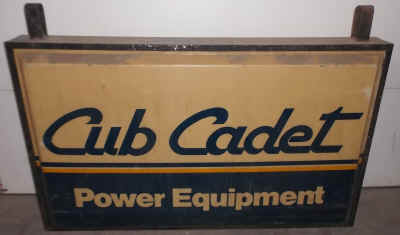 Cub Cadet
Power Equipment